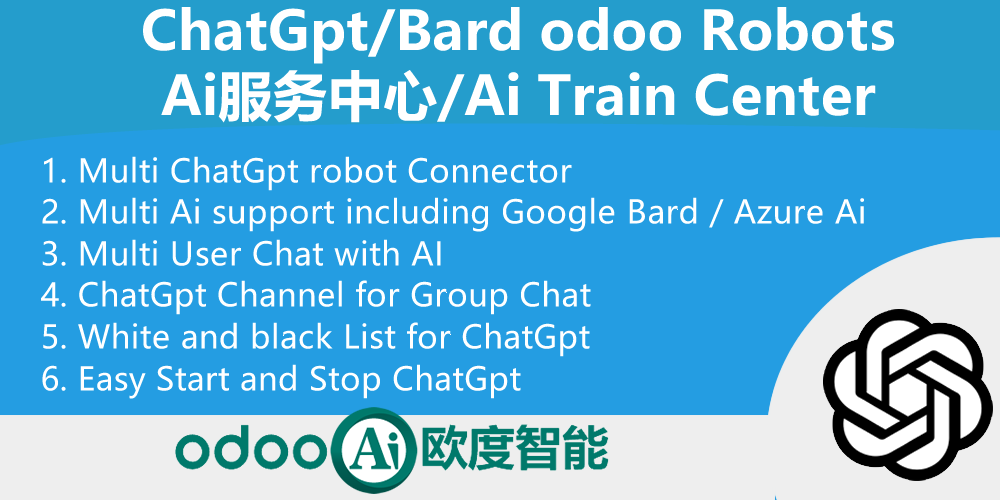 ChatGpt/Bard odoo Robots
Ai服务中心/Ai Train Center
1. Multi ChatGpt robot Connector
2. Multi Ai support including Google Bard / Azure Ai
3. Multi User Chat with AI
4. ChatGpt Channel for Group Chat
5. White and black List for ChatGpt
6. Easy Start and Stop ChatGpt
odoo Ai 欧度智能